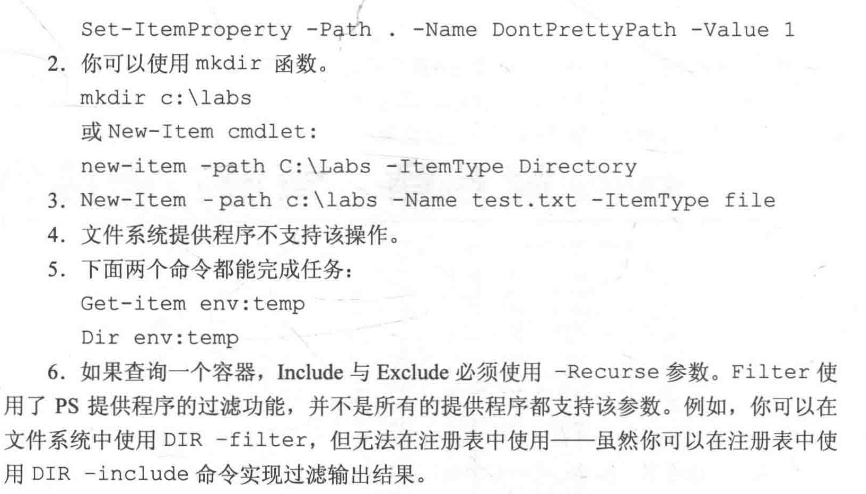 Set-ItemProperty -Path . -Name DontPrettyPath -Value 1
2. 你可以使用 mkdir 函数。
mkdir c:\labs
或 New-Item cmdlet:
new-item -path C:\Labs -ItemType Directory
3. New-Item -path c:\labs -Name test.txt -ItemType file
4. 文件系统提供程序不支持该操作。
5. 下面两个命令都能完成任务：
Get-item env:temp
Dir env:temp
6. 如果查询一个容器，Include 与 Exclude 必须使用 -Recurse 参数。Filter 使
用了 PS 提供程序的过滤功能，并不是所有的提供程序都支持该参数。例如，你可以在
文件系统中使用 DIR -filter，但无法在注册表中使用——虽然你可以在注册表中使
用 DIR -include 命令实现过滤输出结果。